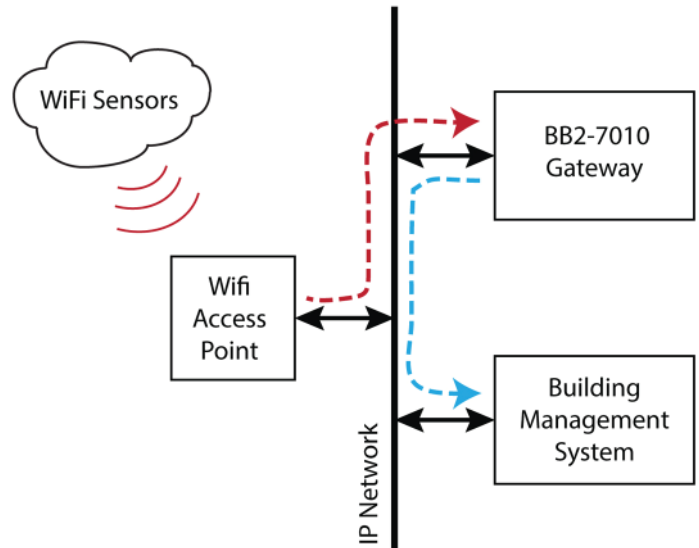 WiFi Sensors
BB2-7010
Gateway
Wifi
Access
Point
Building
Management
System
IP Network